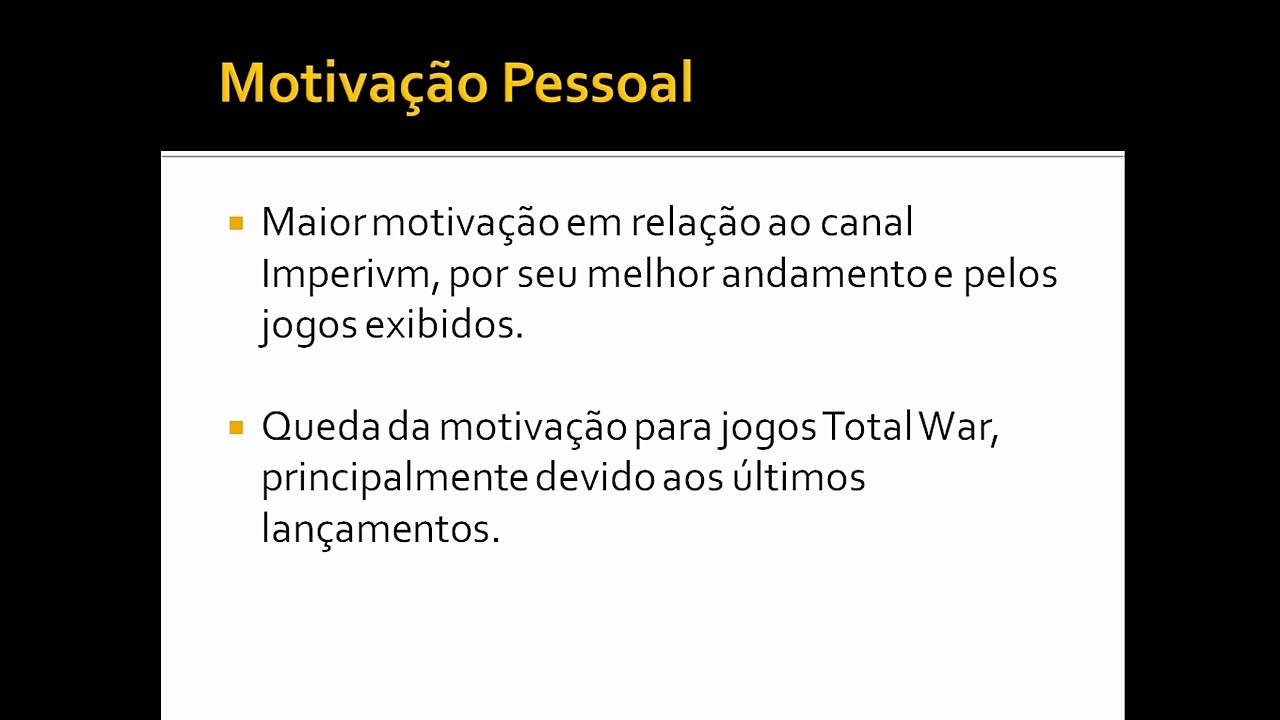 Motivação Pessoal
Maior motivação em relação ao canal
Imperivm, por seu melhor andamento e pelos
jogos exibidos.
Queda da motivação para jogos Total War,
principalmente devido aos últimos
lançamentos.